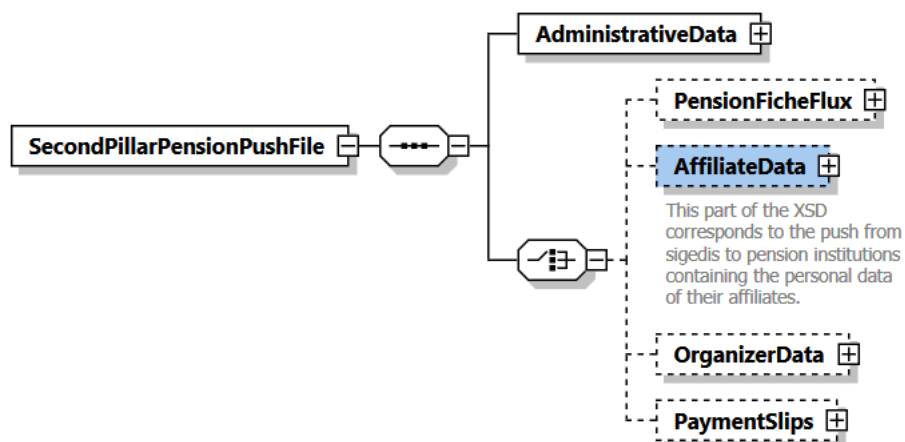 AdministrativeData
PensionFicheFlux
SecondPillarPensionPushFile
AffiliateData
This part of the XSD
corresponds to the push from
sigedis to pension institutions
containing the personal data
of their affiliates.
OrganizerData
PaymentSlips